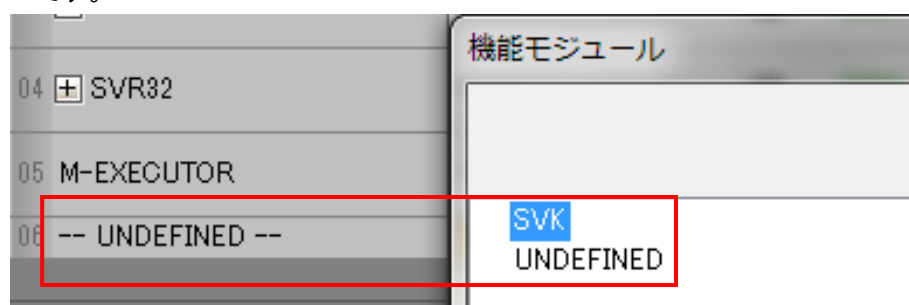 機能モジュール
04 SVR32
05 M-EXECUTOR
06 -- UNDEFINED --
SVK
UNDEFINED